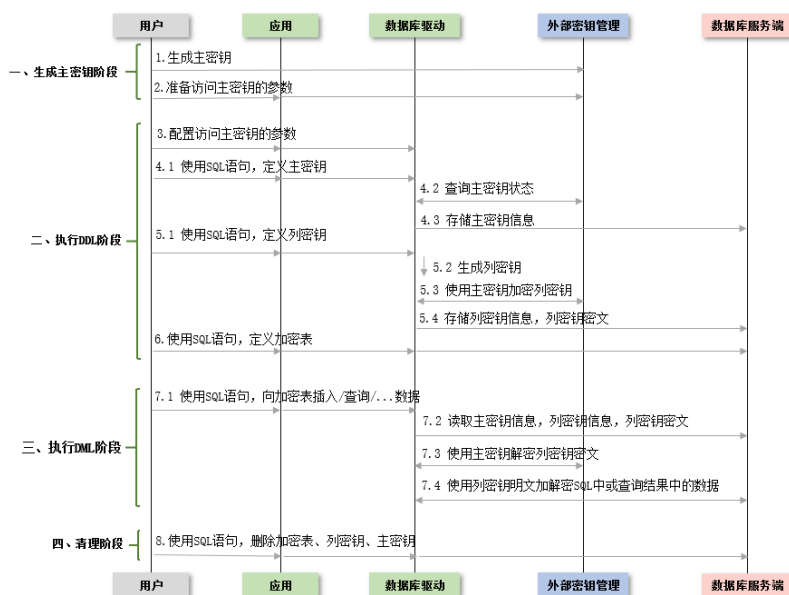 用户 应用 数据库驱动 外部密钥管理 数据库服务端
一、生成主密钥阶段
1.生成主密钥
2.准备访问主密钥的参数
二、执行DDL阶段
3.配置访问主密钥的参数
4.1 使用SQL语句，定义主密钥
4.2 查询主密钥状态
4.3 存储主密钥信息
5.1 使用SQL语句，定义列密钥
5.2 生成列密钥
5.3 使用主密钥加密列密钥
5.4 存储列密钥信息，列密钥密文
6.使用SQL语句，定义加密表
三、执行DML阶段
7.1 使用SQL语句，向加密表插入/查询/...数据
7.2 读取主密钥信息，列密钥信息，列密钥密文
7.3 使用主密钥解密列密钥密文
7.4 使用列密钥明文加解密SQL中或查询结果中的数据
四、清理阶段
8.使用SQL语句，删除加密表、列密钥、主密钥
用户 应用 数据库驱动 外部密钥管理 数据库服务端